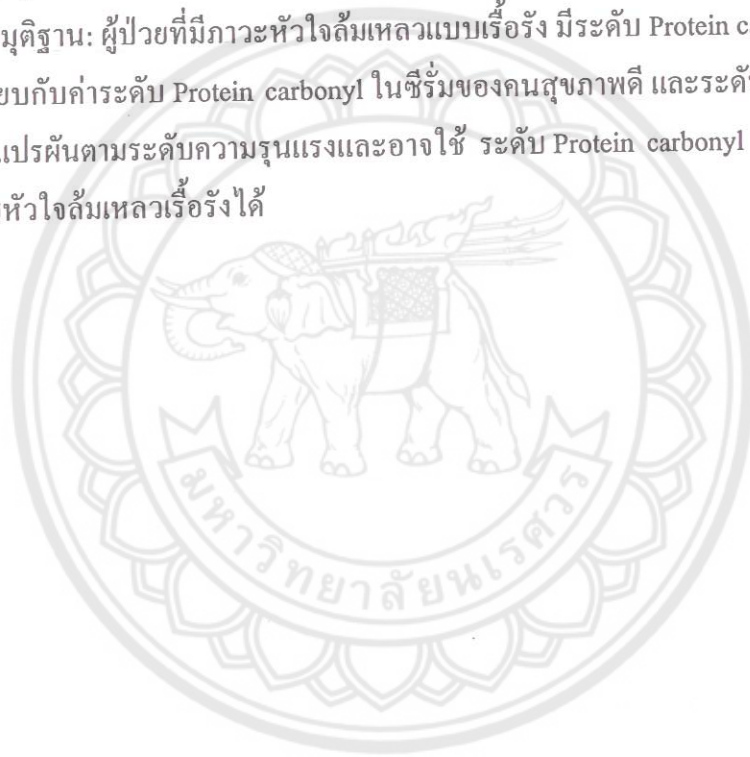 มุติฐาน: ผู้ป่วยที่มีภาวะหัวใจล้มเหลวแบบเรื้อรัง มีระดับ Protein c
ยบกับค่าระดับ Protein carbonyl ในซีรั่มของคนสุขภาพดี และระดั
แปรผันตามระดับความรุนแรงและอาจใช้ ระดับ Protein carbonyl
หัวใจล้มเหลวเรื้อรังได้
มหาวิทยาลัยนเรศวร